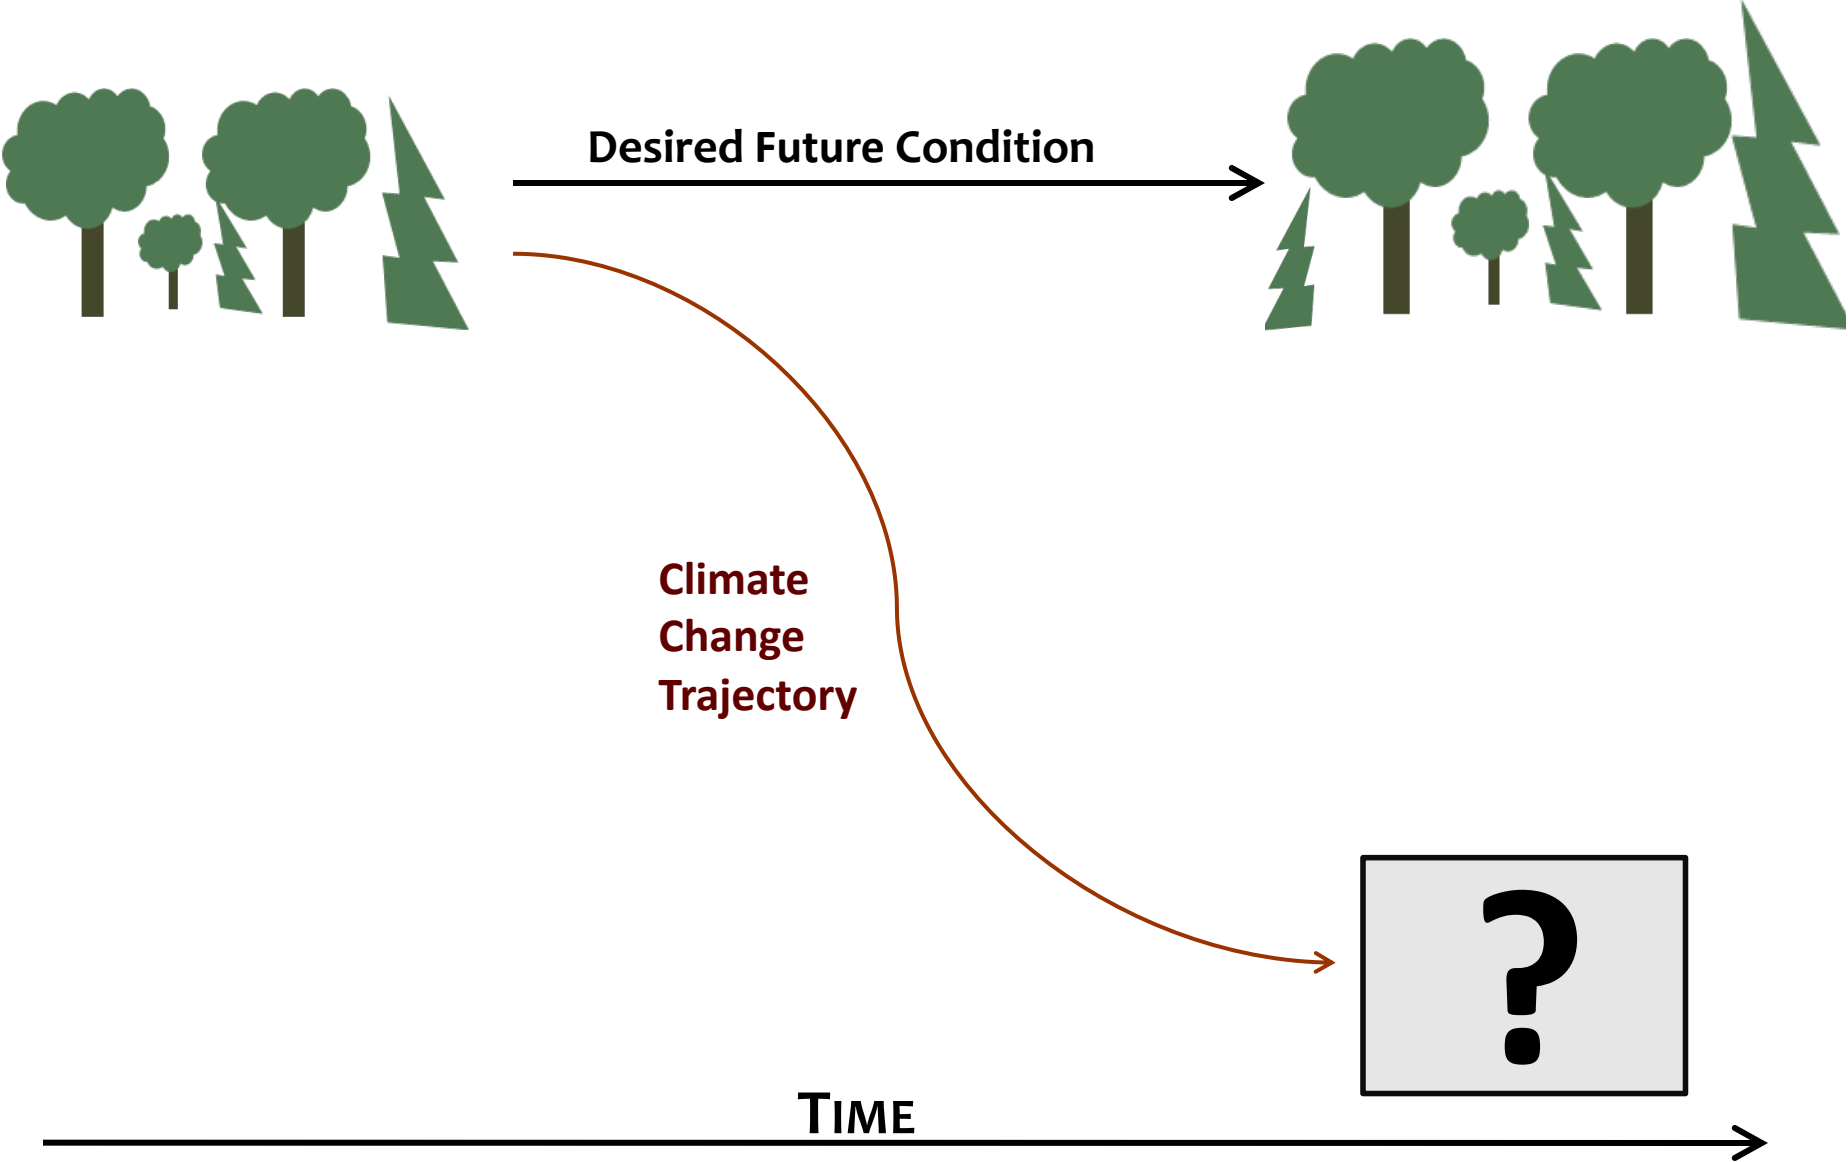 Desired Future Condition
Climate
Change
Trajectory
?
TIME